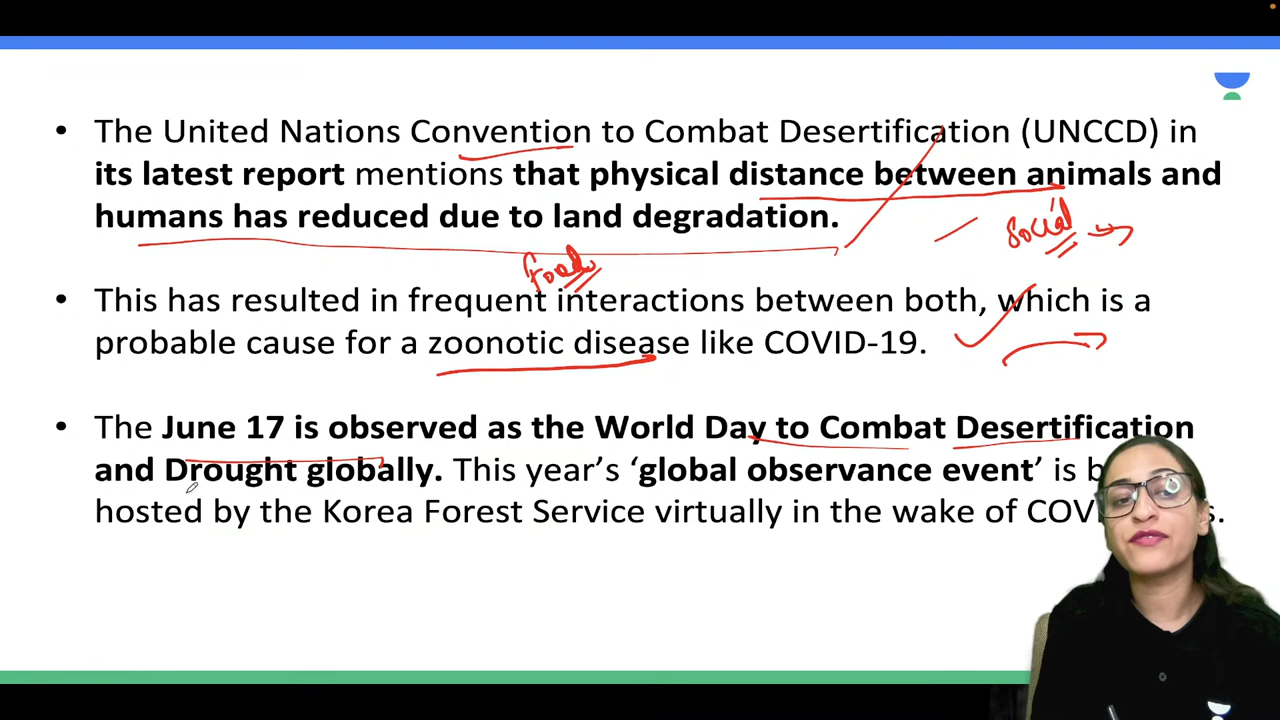 • The United Nations Convention to Combat Desertification (UNCCD) in
its latest report mentions that physical distance between animals and
humans has reduced due to land degradation.
social
• This has resulted in frequent interactions between both, which is a
probable cause for a zoonotic disease like COVID-19.
• The June 17 is observed as the World Day to Combat Desertification
and Drought globally. This year’s ‘global observance event’ is
hosted by the Korea Forest Service virtually in the wake of